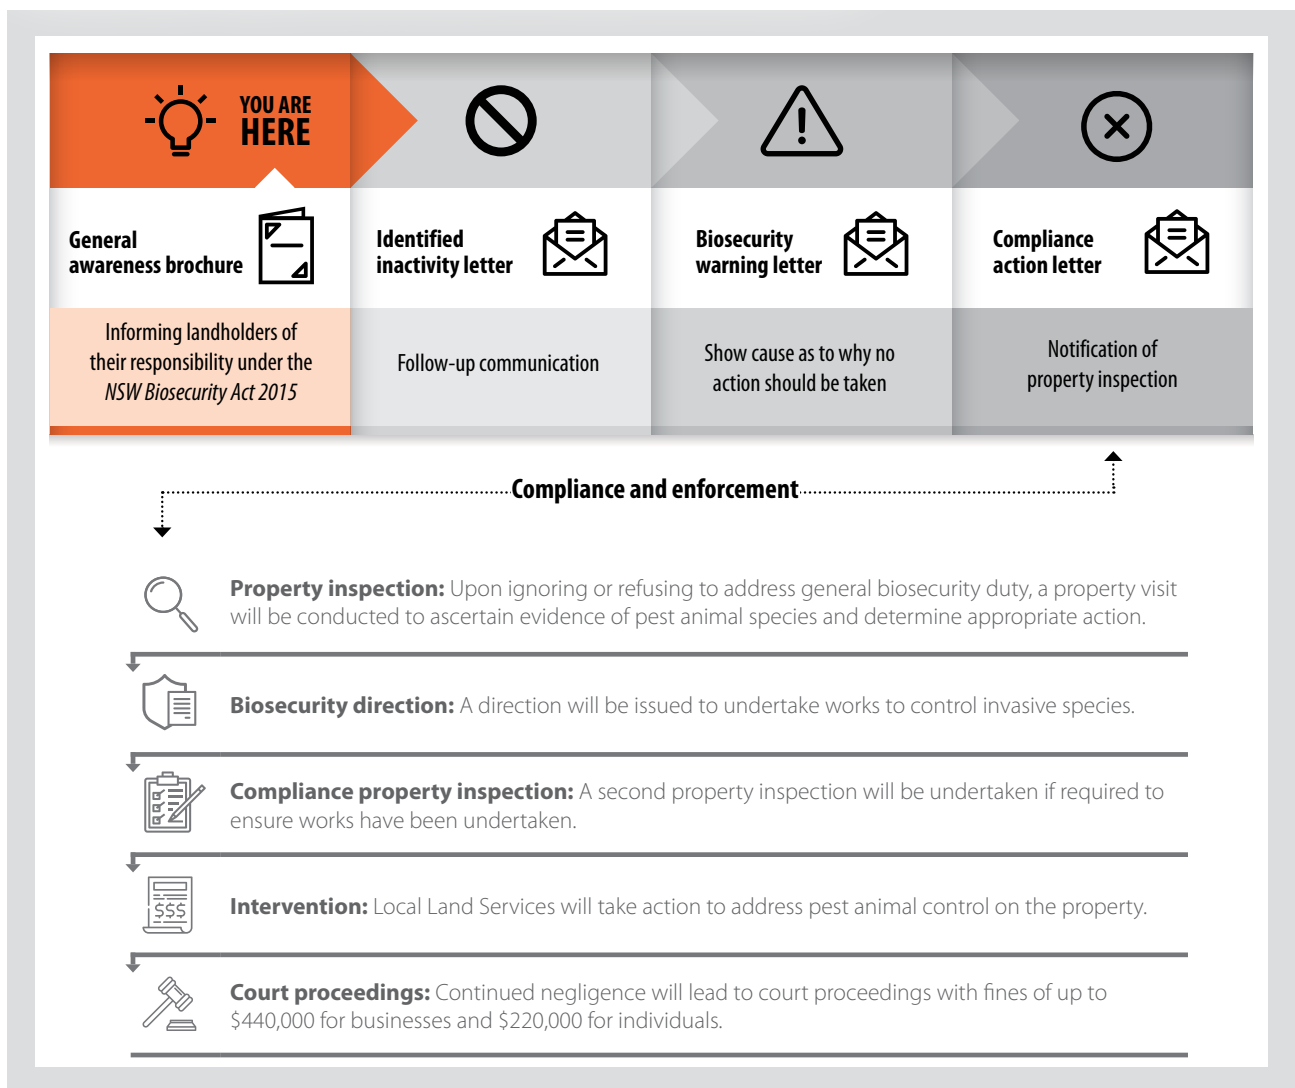 YOU ARE
HERE
General
awareness brochure
Identified
inactivity letter
Biosecurity
warning letter
Compliance
action letter
Informing landholders of
their responsibility under the
NSW Biosecurity Act 2015
Follow-up communication
Show cause as to why no
action should be taken
Notification of
property inspection
Compliance and enforcement
Property inspection: Upon ignoring or refusing to address general biosecurity duty, a property visit
will be conducted to ascertain evidence of pest animal species and determine appropriate action.
Biosecurity direction: A direction will be issued to undertake works to control invasive species.
Compliance property inspection: A second property inspection will be undertaken if required to
ensure works have been undertaken.
$$$
Intervention: Local Land Services will take action to address pest animal control on the property.
Court proceedings: Continued negligence will lead to court proceedings with fines of up to
$440,000 for businesses and $220,000 for individuals.